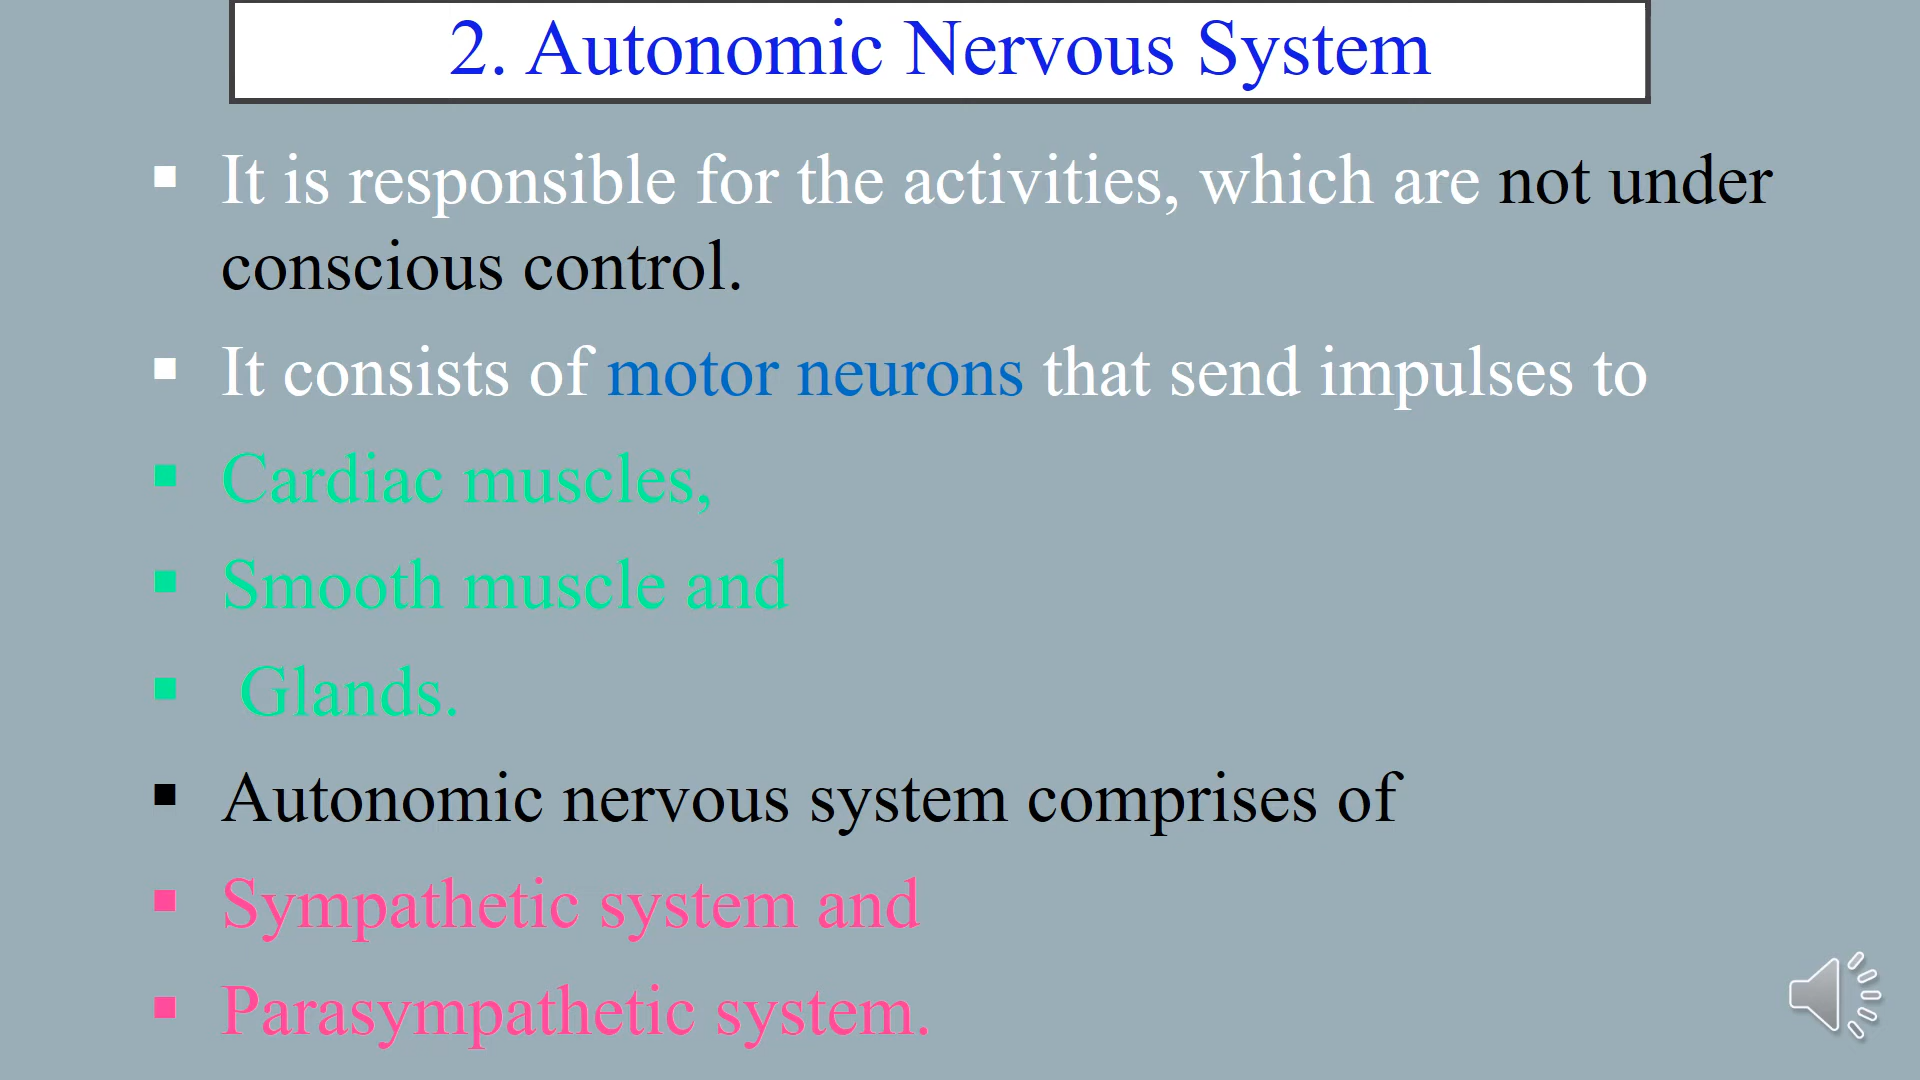 2. Autonomic Nervous System
▪ It is responsible for the activities, which are not under
conscious control.
▪ It consists of motor neurons that send impulses to
▪ Cardiac muscles,
▪ Smooth muscle and
▪ Glands.
▪ Autonomic nervous system comprises of
▪ Sympathetic system and
▪ Parasympathetic system.